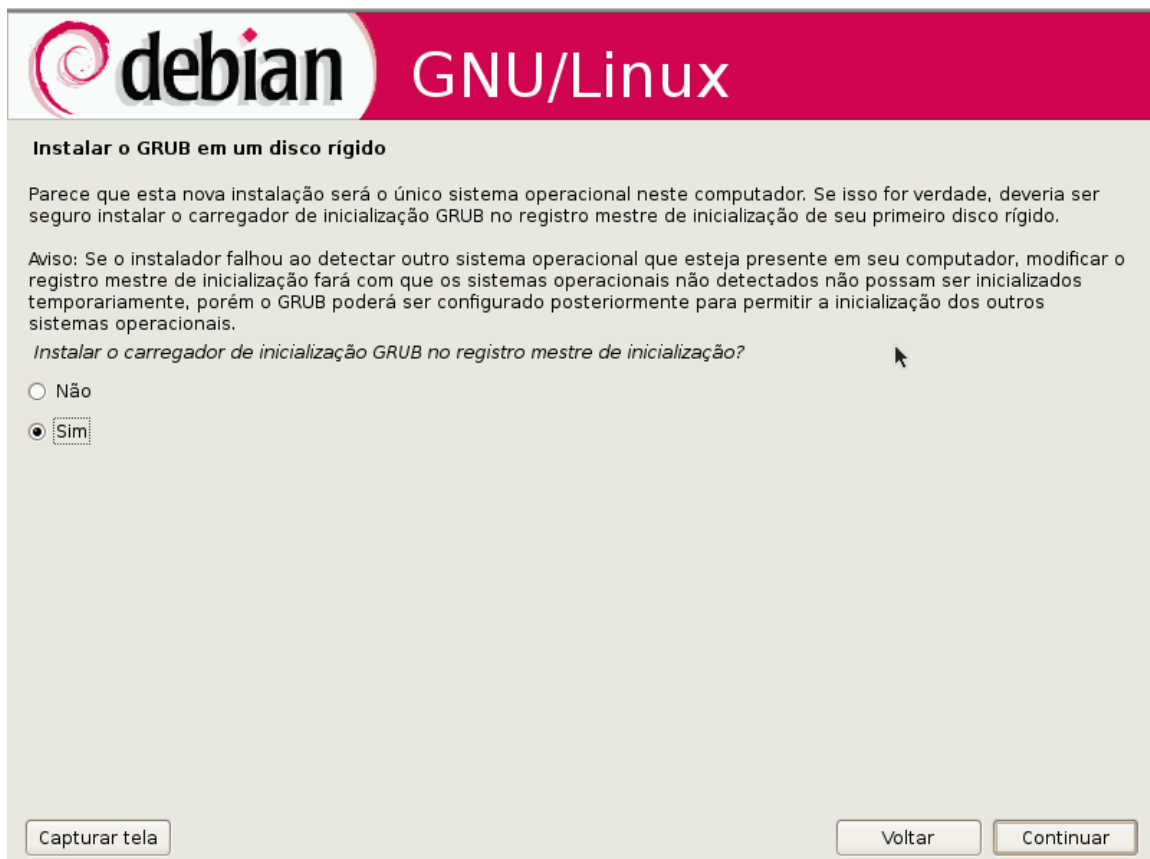 debian GNU/Linux
Instalar o GRUB em um disco rígido
Parece que esta nova instalação será o único sistema operacional neste computador. Se isso for verdade, deveria ser
seguro instalar o carregador de inicialização GRUB no registro mestre de inicialização de seu primeiro disco rígido.
Aviso: Se o instalador falhou ao detectar outro sistema operacional que esteja presente em seu computador, modificar o
registro mestre de inicialização fará com que os sistemas operacionais não detectados não possam ser inicializados
temporariamente, porém o GRUB poderá ser configurado posteriormente para permitir a inicialização dos outros
sistemas operacionais.
Instalar o carregador de inicialização GRUB no registro mestre de inicialização?
Não
Sim
Capturar tela
Voltar
Continuar